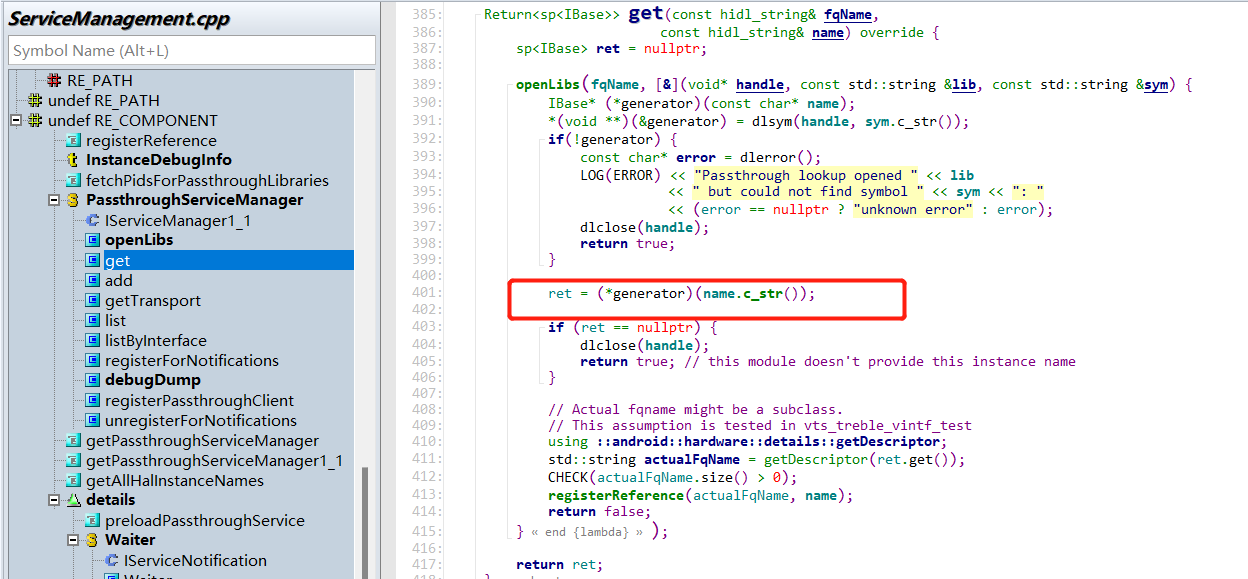 ServiceManagement.cpp
Symbol Name (Alt+L)
RE_PATH
undef RE_PATH
undef RE_COMPONENT
registerReference
InstanceDebugInfo
fetchPidsForPassthroughLibraries
PassthroughServiceManager
IServiceManager1_1
openLibs
get
add
getTransport
list
listByInterface
registerForNotifications
debugDump
registerPassthroughClient
unregisterForNotifications
getPassthroughServiceManager
getPassthroughServiceManager1_1
getAllHalInstanceNames
details
preloadPassthroughService
Waiter
IServiceNotification
Waiter
385: Return<sp<IBase>> get(const hidl_string& fqName,
386: const hidl_string& name) override {
387: sp<IBase> ret = nullptr;
388:
389: openLibs(fqName, [&](void* handle, const std::string &lib, const std::string &sym) {
390: IBase* (*generator)(const char* name);
391: *(void **)(&generator) = dlsym(handle, sym.c_str());
392: if(!generator) {
393: const char* error = dlerror();
394: LOG(ERROR) << "Passthrough lookup opened " << lib
395: << " but could not find symbol " << sym << ": "
396: << (error == nullptr ? "unknown error" : error);
397: dlclose(handle);
398: return true;
399: }
400:
401: ret = (*generator)(name.c_str());
402:
403: if (ret == nullptr) {
404: dlclose(handle);
405: return true; // this module doesn't provide this instance name
406: }
407:
408: // Actual fqname might be a subclass.
409: // This assumption is tested in vts_treble_vintf_test
410: using ::android::hardware::details::getDescriptor;
411: std::string actualFqName = getDescriptor(ret.get());
412: CHECK(actualFqName.size() > 0);
413: registerReference(actualFqName, name);
414: return false;
415: } « end {lambda} » );
416:
417: return ret;
418: }